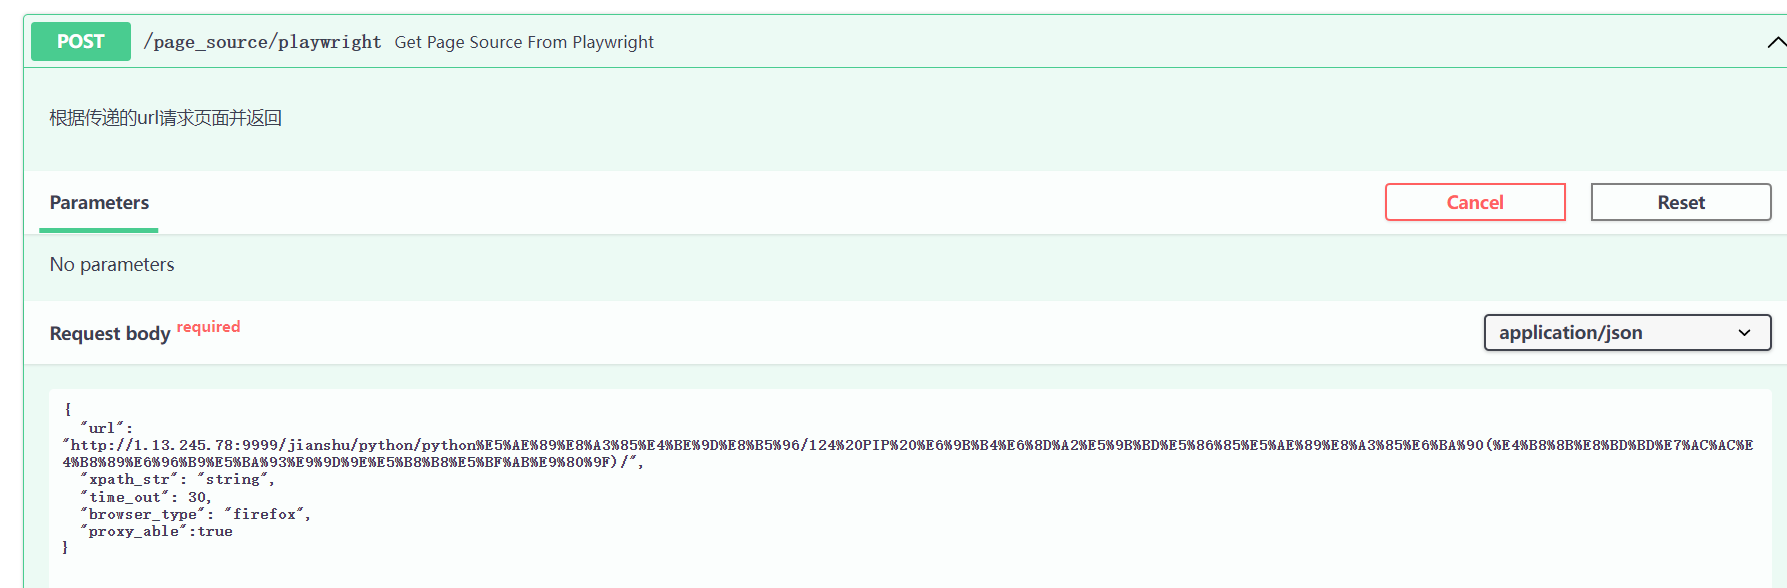 POST /page_source/playwright Get Page Source From Playwright
根据传递的url请求页面并返回
Parameters Cancel Reset
No parameters
Request body required application/json
{
"url":
"http://1.13.245.78:9999/jianshu/python/python%E5%AE%89%E8%A3%85%E4%BE%9D%E8%B5%96/124%20PIP%20%E6%9B%B4%E6%8D%A2%E5%9B%BD%E5%86%85%E5%AE%89%E8%A3%85%E6%BA%90(%E4%B8%8B%E8%BD%BD%E7%AC%AC%E
4%B8%89%E6%96%B9%E5%BA%93%E9%9D%9E%E5%B8%B8%E5%BF%AB%E9%80%9F)/",
"xpath_str": "string",
"time_out": 30,
"browser_type": "firefox",
"proxy_able":true
}